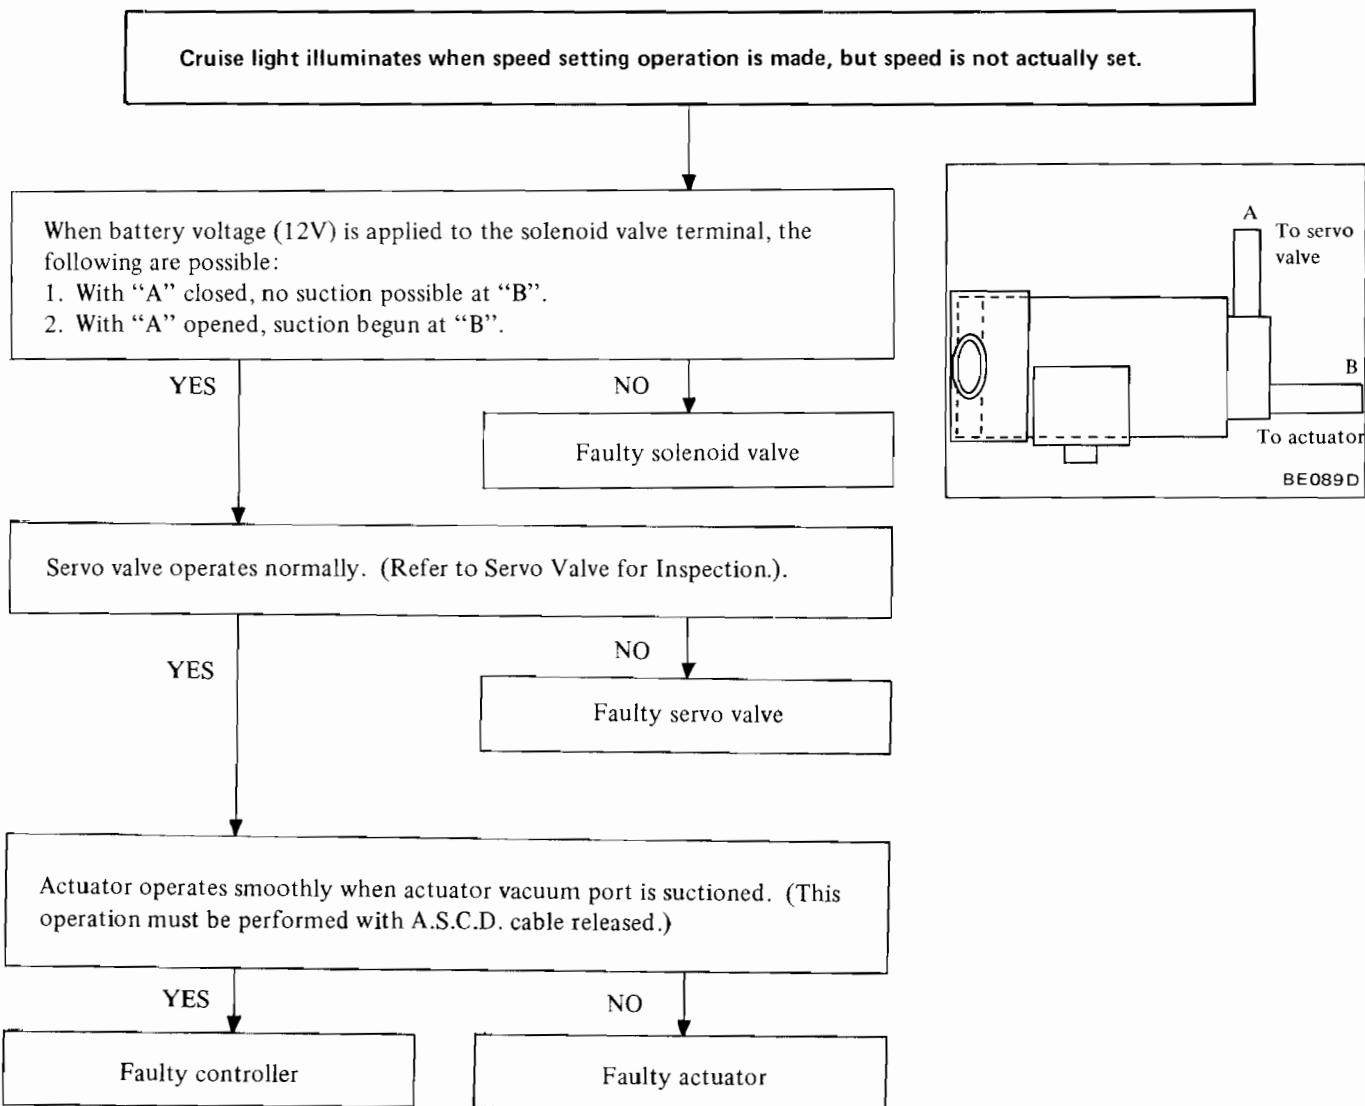 Cruise light illuminates when speed setting operation is made, but speed is not actually set.
When battery voltage (12V) is applied to the solenoid valve terminal, the
following are possible:
1. With “A” closed, no suction possible at “B”.
2. With “A” opened, suction begun at “B”.
YES
NO
Faulty solenoid valve
A
To servo
valve
B
To actuator
BE089D
Servo valve operates normally. (Refer to Servo Valve for Inspection.).
YES
NO
Faulty servo valve
Actuator operates smoothly when actuator vacuum port is suctioned. (This
operation must be performed with A.S.C.D. cable released.)
YES
NO
Faulty controller
Faulty actuator